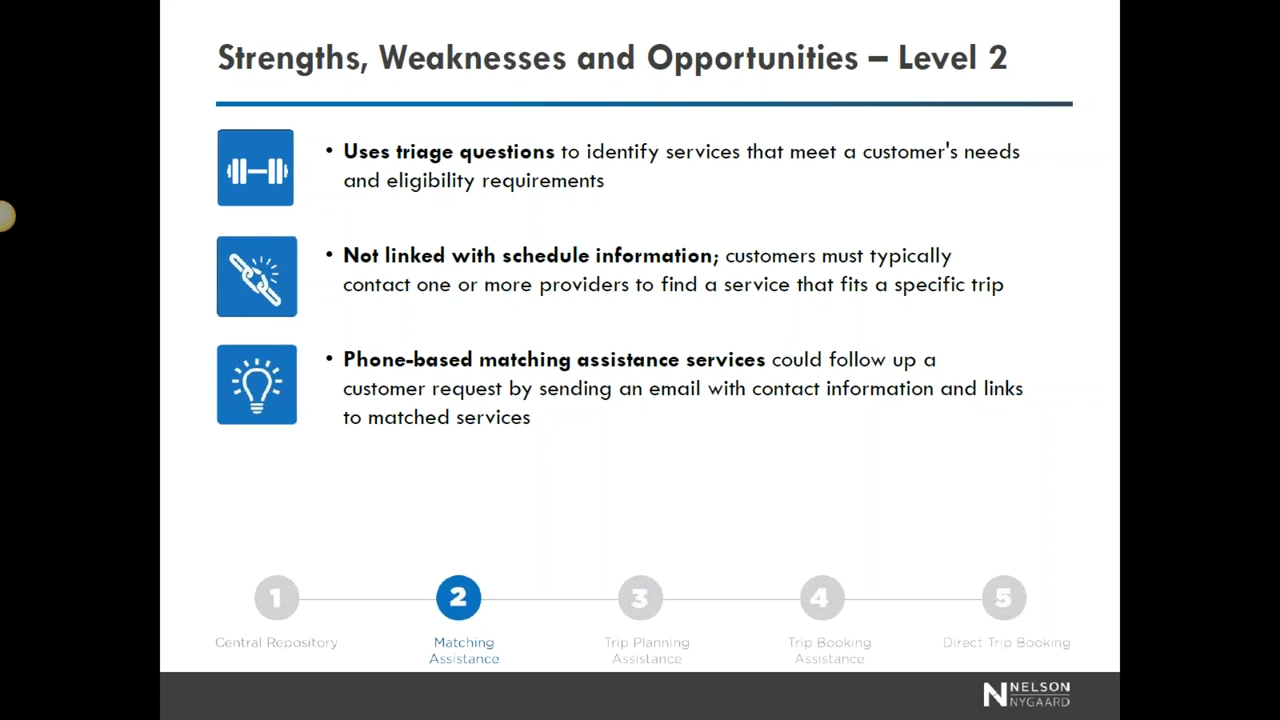 Strengths, Weaknesses and Opportunities – Level 2
• Uses triage questions to identify services that meet a customer's needs
and eligibility requirements
• Not linked with schedule information; customers must typically
contact one or more providers to find a service that fits a specific trip
• Phone-based matching assistance services could follow up a
customer request by sending an email with contact information and links
to matched services
1
2
3
4
5
Central Repository
Matching
Assistance
Trip Planning
Assistance
Trip Booking
Assistance
Direct Trip Booking
N NELSON
NYGAARD